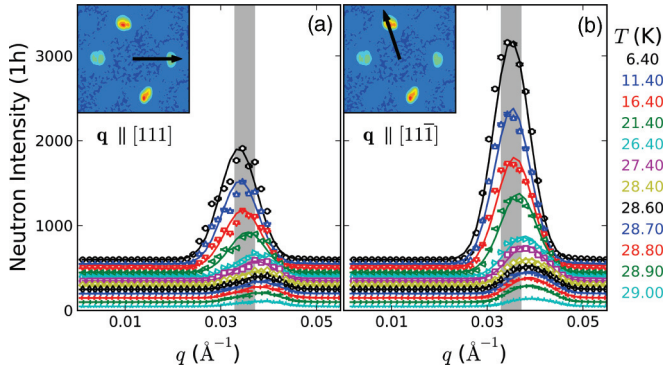 (a)
(b)
q ∥ [111]
q ∥ [111̄]
Neutron Intensity (1h)
3000
2000
1000
0
0.01
0.03
0.05
0.01
0.03
0.05
q (Å⁻¹)
q (Å⁻¹)
T (K)
6.40
11.40
16.40
21.40
26.40
27.40
28.40
28.60
28.70
28.80
28.90
29.00